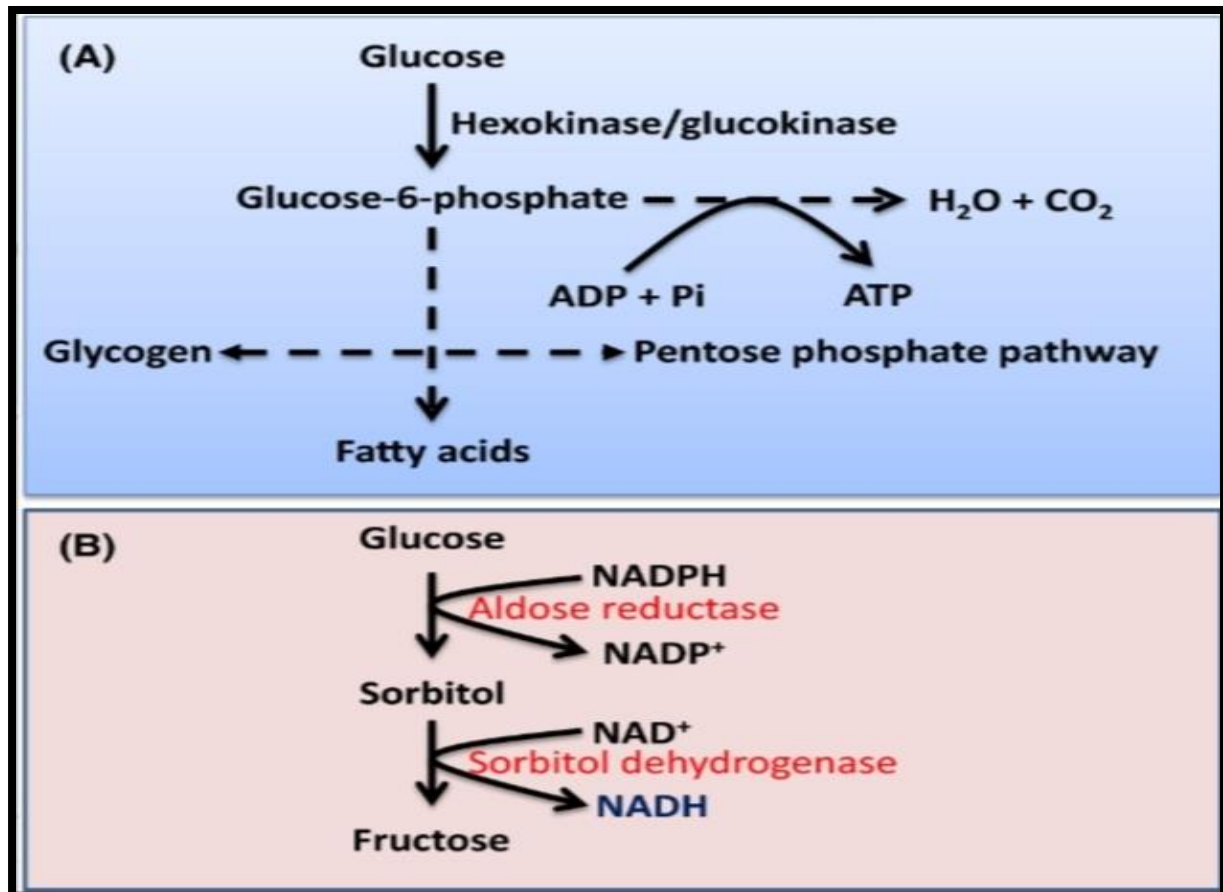 (A)
Glucose
Hexokinase/glucokinase
Glucose-6-phosphate
H₂O + CO₂
ADP + Pi
ATP
Glycogen
Pentose phosphate pathway
Fatty acids
(B)
Glucose
NADPH
Aldose reductase
NADP⁺
Sorbitol
NAD⁺
Sorbitol dehydrogenase
NADH
Fructose